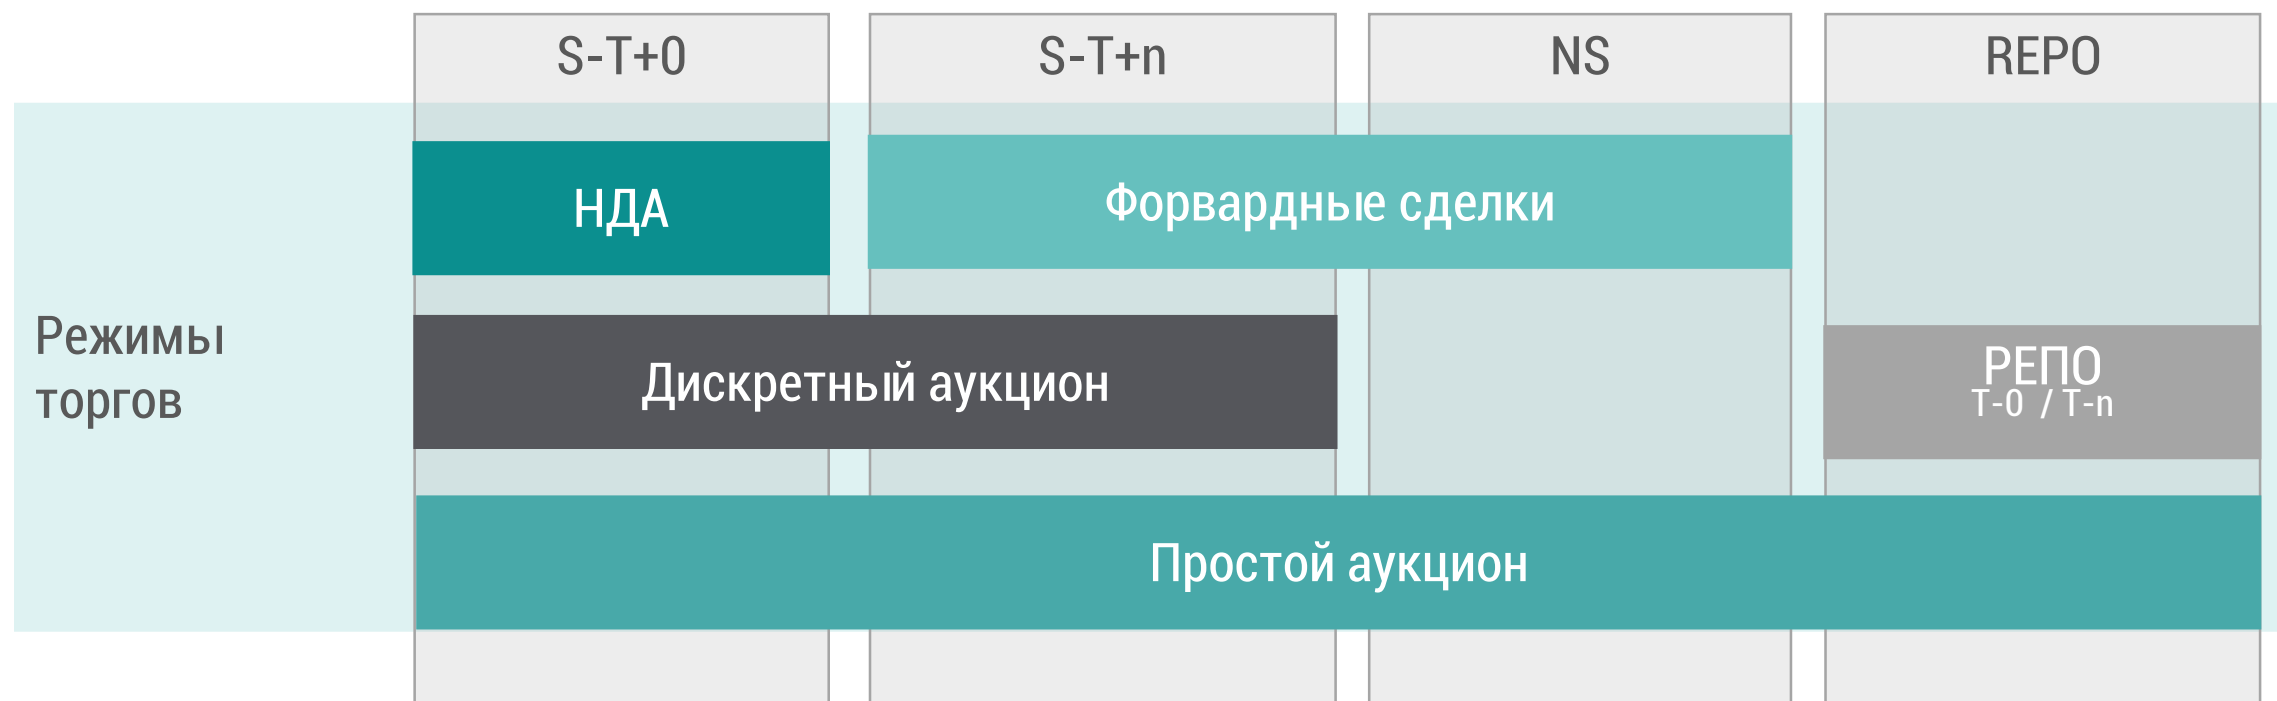 S-T+0
S-T+n
NS
REPO
НДА
Форвардные сделки
Режимы
торгов
Дискретный аукцион
РЕПО
T-0 / T-n
Простой аукцион